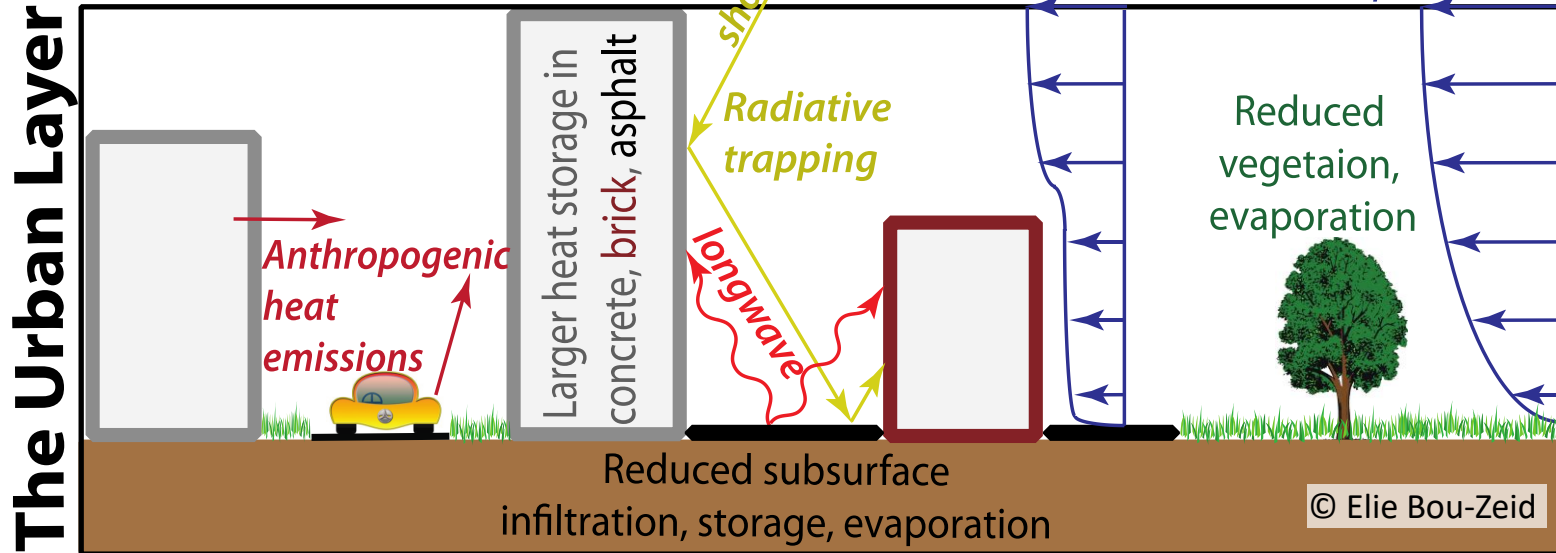 The Urban Layer
Anthropogenic
heat
emissions
Larger heat storage in
concrete, brick, asphalt
Radiative
trapping
longwave
Reduced
vegetaion,
evaporation
Reduced subsurface
infiltration, storage, evaporation
© Elie Bou-Zeid